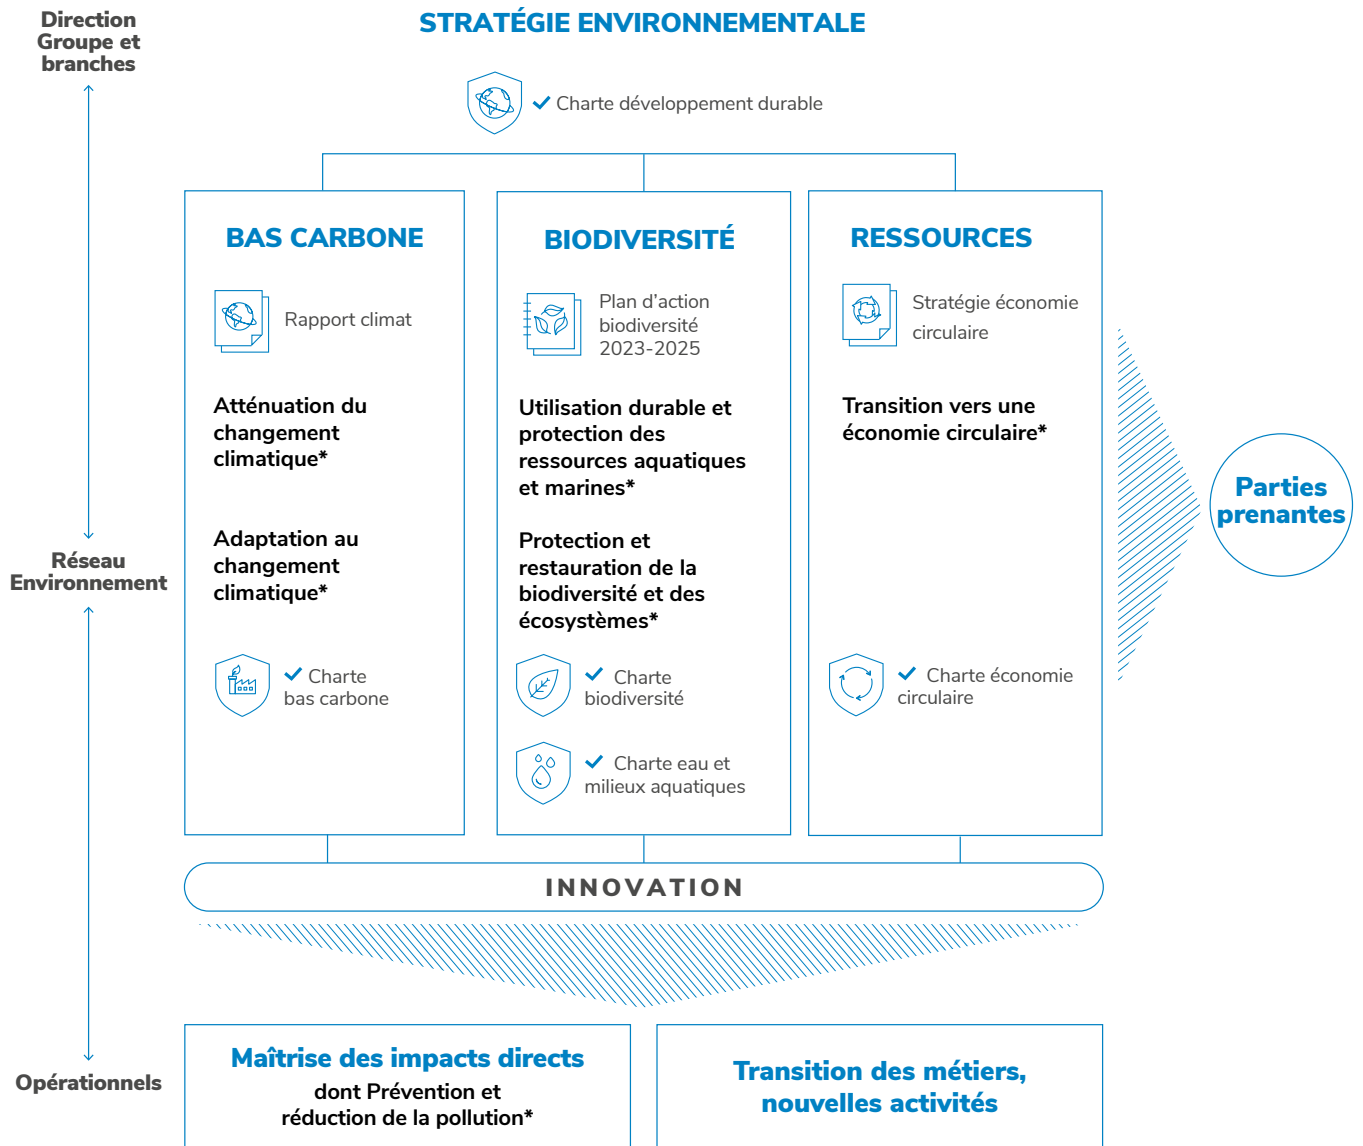 Direction
Groupe et
branches
STRATÉGIE ENVIRONNEMENTALE
Charte développement durable
BAS CARBONE
Rapport climat
Atténuation du
changement
climatique*
Adaptation au
changement
climatique*
Charte
bas carbone
BIODIVERSITÉ
Plan d’action
biodiversité
2023-2025
Utilisation durable et
protection des
ressources aquatiques
et marines*
Protection et
restauration de la
biodiversité et des
écosystèmes*
Charte
biodiversité
Charte eau et
milieux aquatiques
RESSOURCES
Stratégie économie
circulaire
Transition vers une
économie circulaire*
Charte économie
circulaire
Parties
prenantes
Réseau
Environnement
INNOVATION
Opérationnels
Maîtrise des impacts directs
dont Prévention et
réduction de la pollution*
Transition des métiers,
nouvelles activités